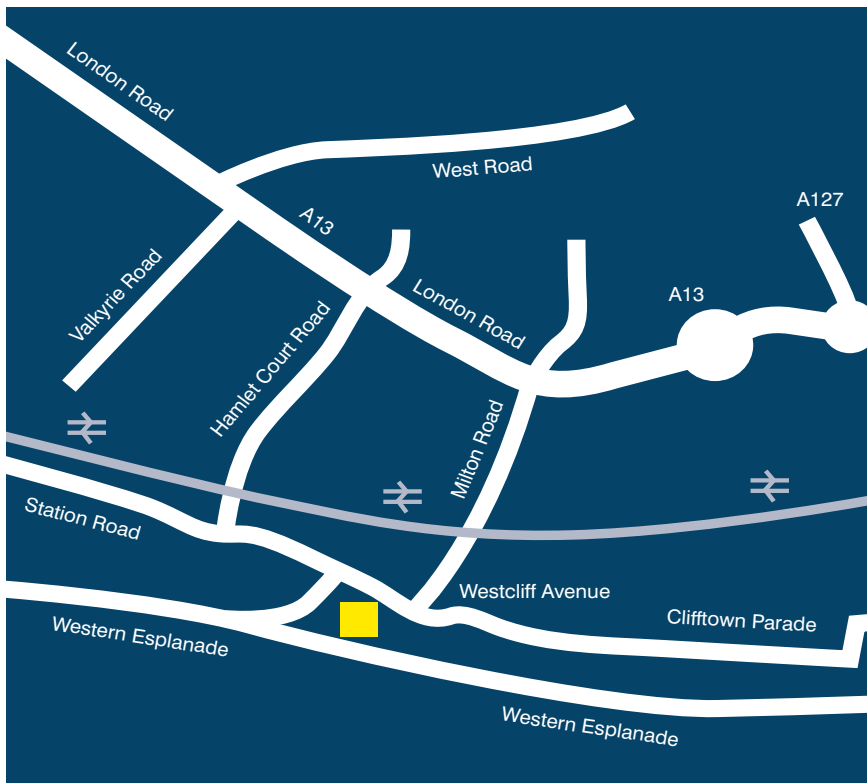 London Road
West Road
A127
A13
Valkyrie Road
A13
London Road
Hamlet Court Road
Milton Road
Station Road
Westcliff Avenue
Clifftown Parade
Western Esplanade
Western Esplanade